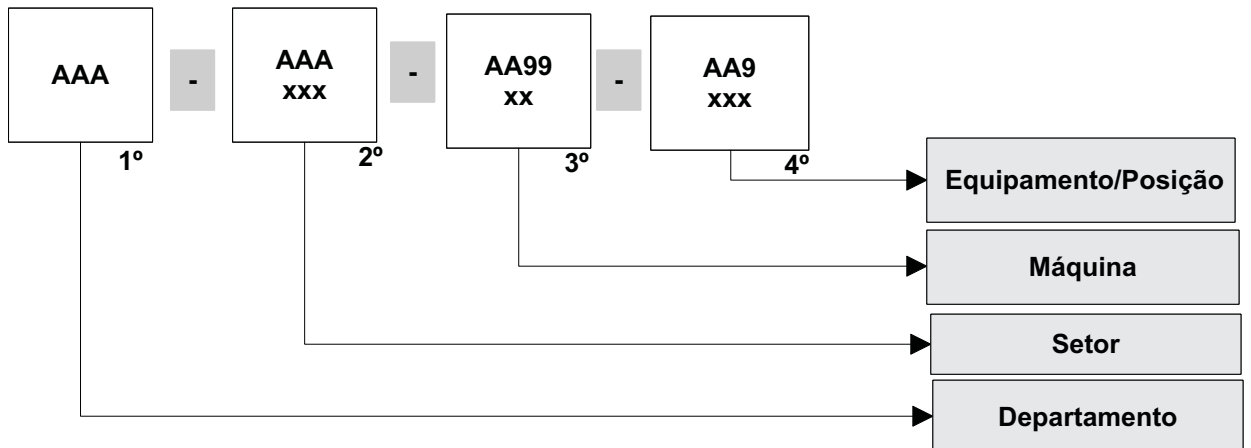 AAA
-
AAA
xxx
-
AA99
xx
-
AA9
xxx
1º
2º
3º
4º
Equipamento/Posição
Máquina
Setor
Departamento